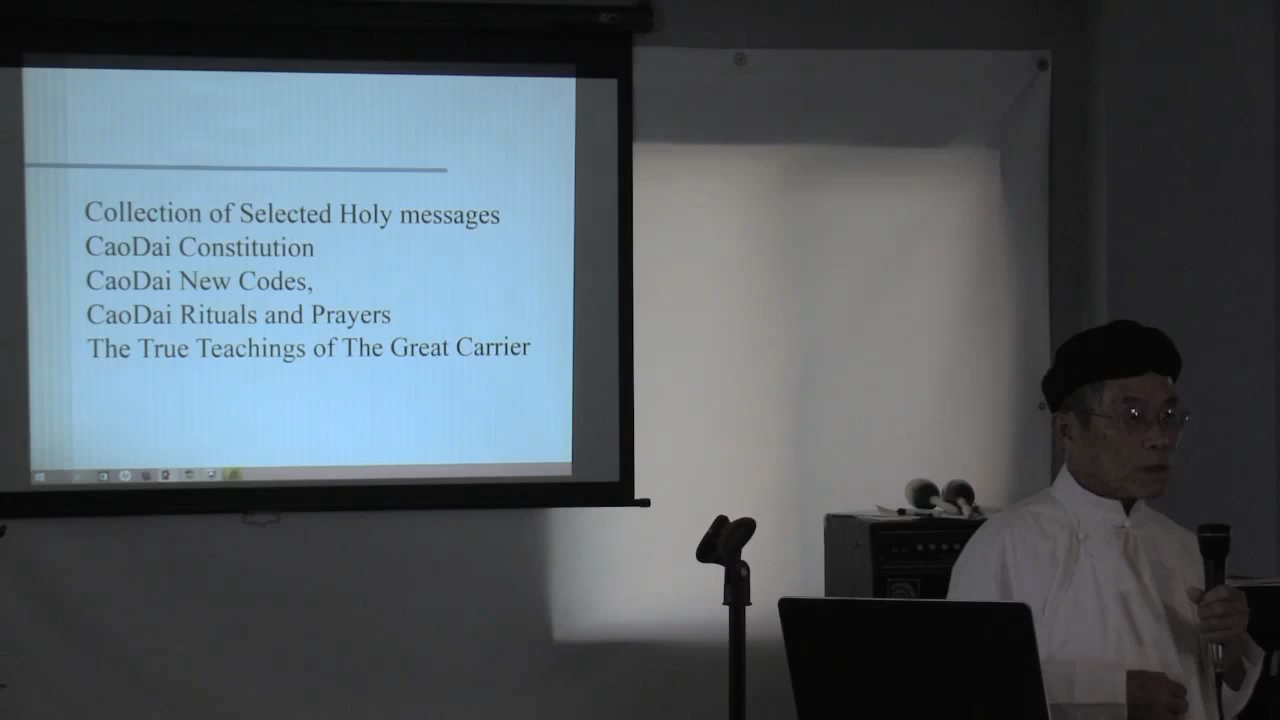 Collection of Selected Holy messages
CaoDai Constitution
CaoDai New Codes,
CaoDai Rituals and Prayers
The True Teachings of The Great Carrier